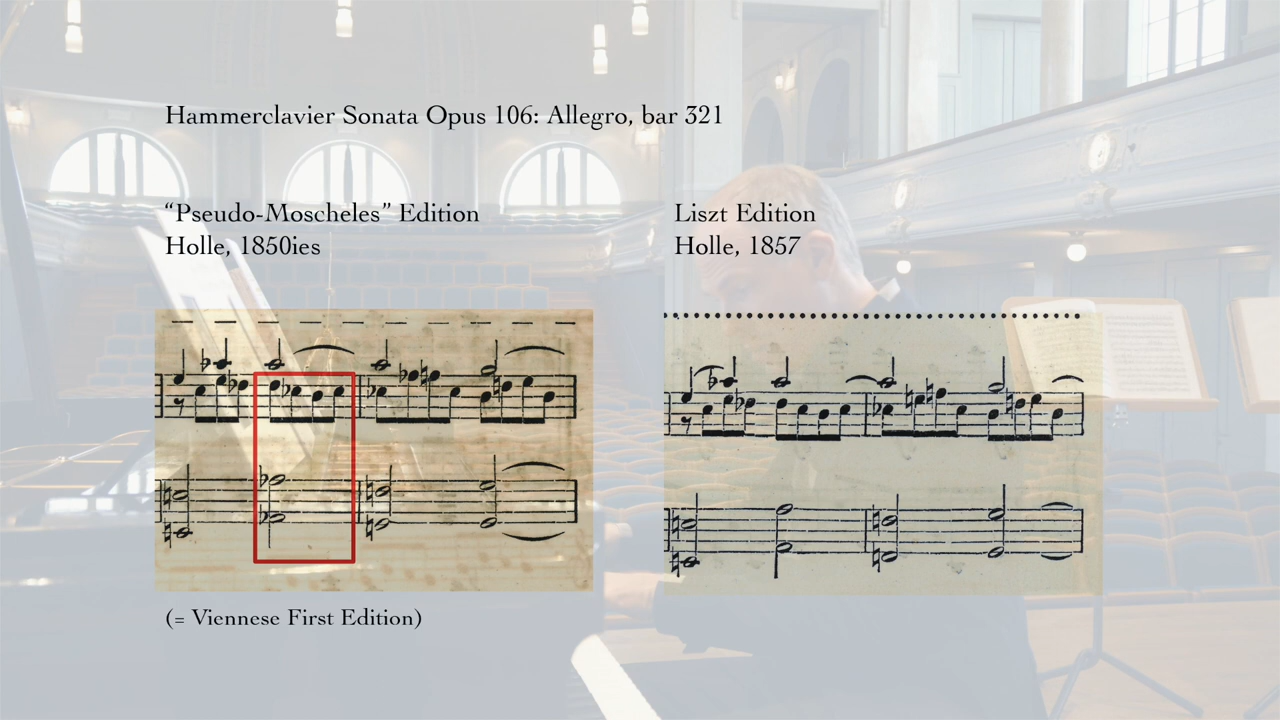 Hammerclavier Sonata Opus 106: Allegro, bar 321
“Pseudo-Moscheles” Edition
Holle, 1850ies
Liszt Edition
Holle, 1857
(= Viennese First Edition)